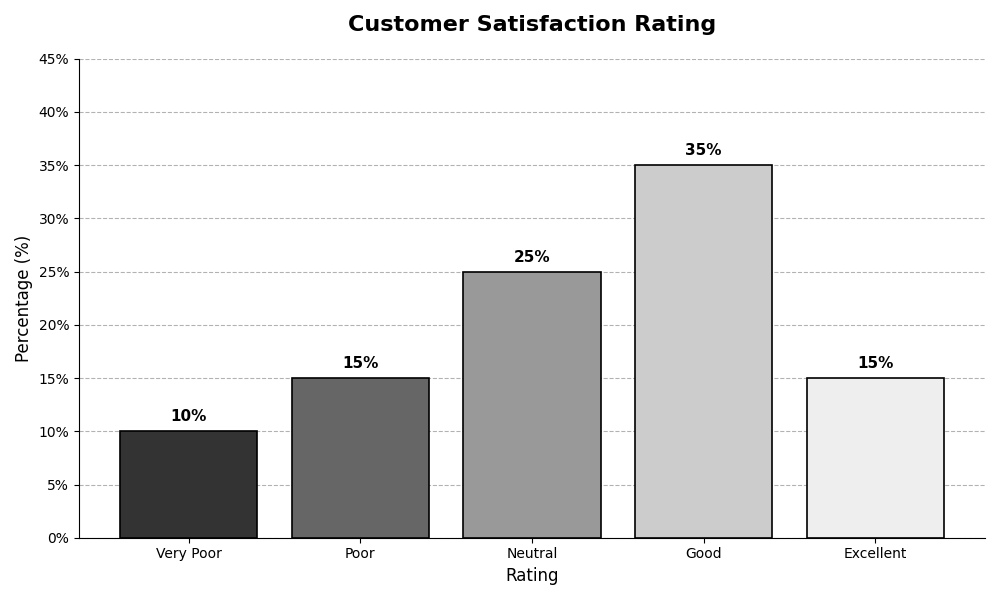 Customer Satisfaction Rating
45%
40%
35%
30%
25%
20%
15%
10%
5%
0%
Percentage (%)
10%
15%
25%
35%
15%
Very Poor
Poor
Neutral
Good
Excellent
Rating